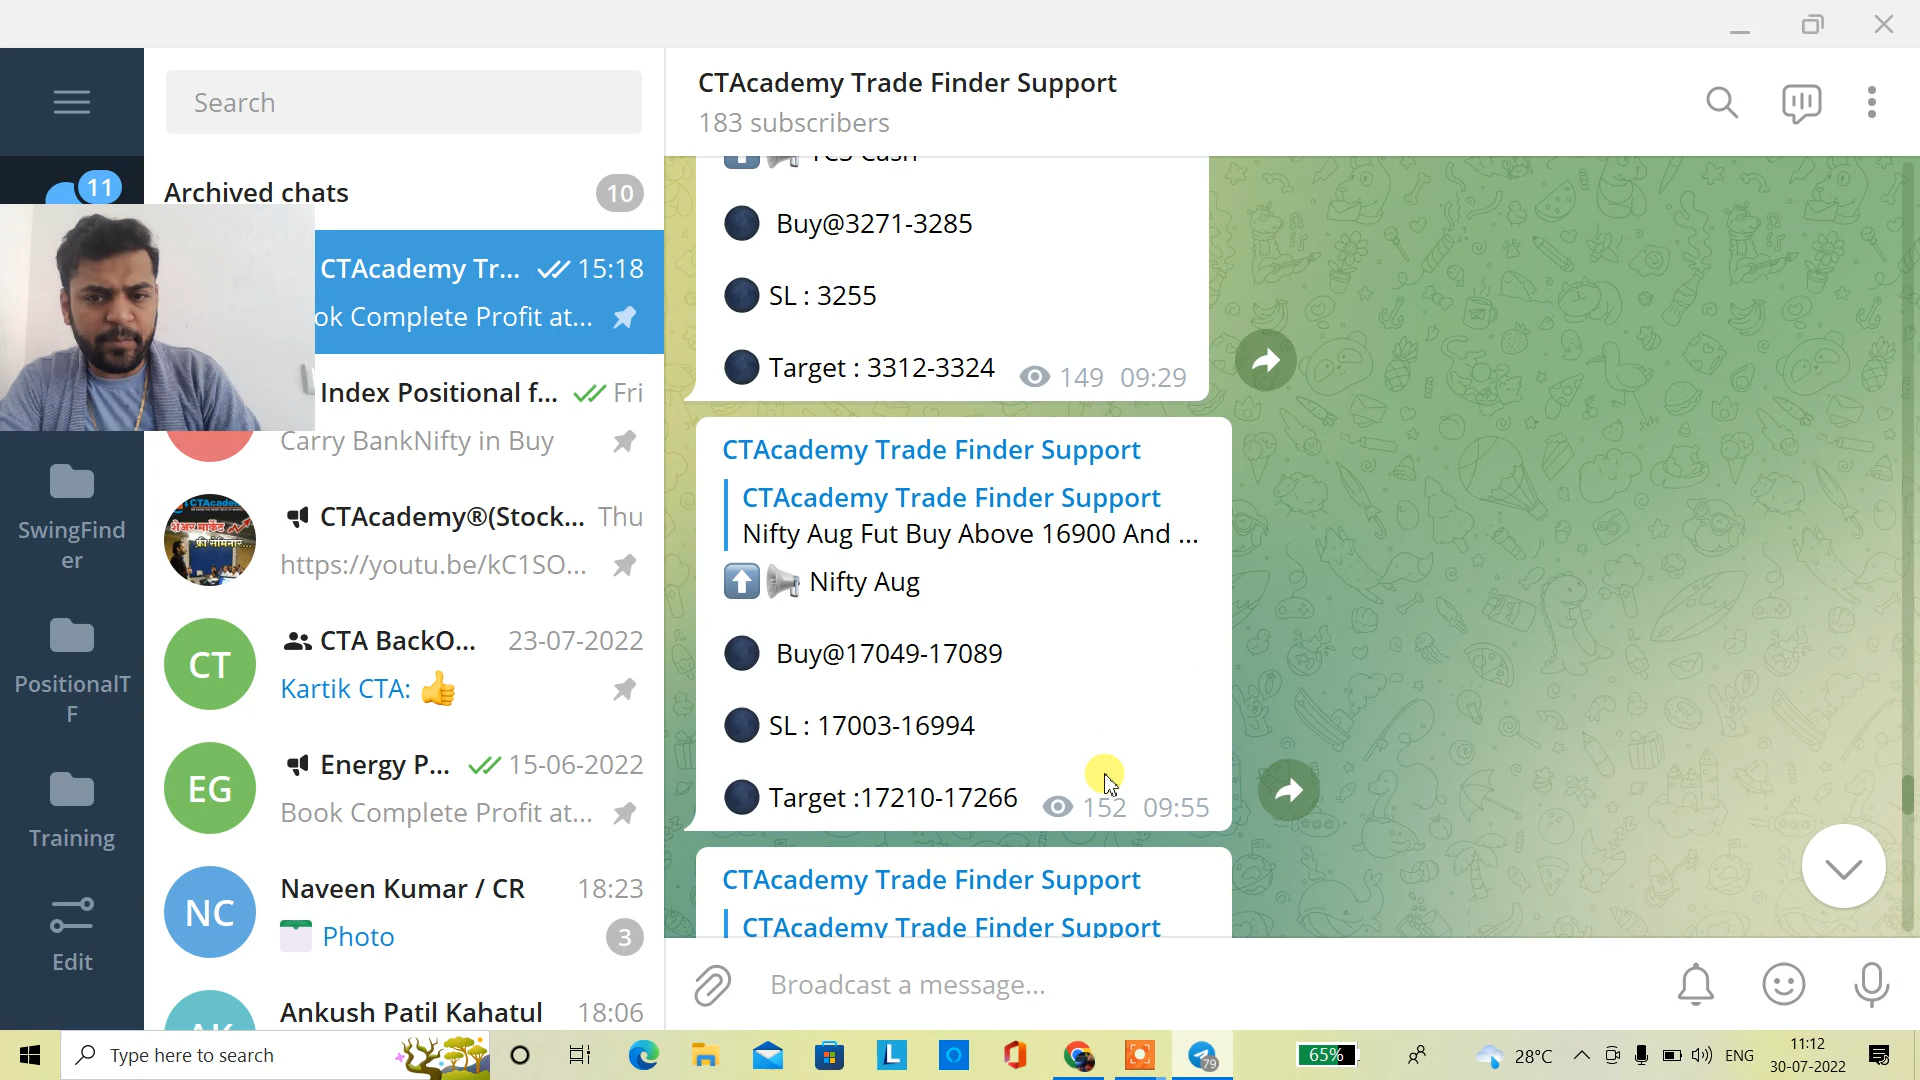 Search
CTAcademy Trade Finder Support
183 subscribers
11
Archived chats
10
CTAcademy Tr...
15:18
ok Complete Profit at...
Index Positional f...
Fri
Carry BankNifty in Buy
CTAcademy®(Stock...
Thu
https://youtu.be/kC1SO...
CT
CTA BackO...
23-07-2022
Kartik CTA: 👍
EG
Energy P...
15-06-2022
Book Complete Profit at...
NC
Naveen Kumar / CR
18:23
Photo
3
Ankush Patil Kahatul
18:06
SwingFind
er
PositionalT
F
Training
Edit
Buy@3271-3285
SL : 3255
Target : 3312-3324
149 09:29
CTAcademy Trade Finder Support
CTAcademy Trade Finder Support
Nifty Aug Fut Buy Above 16900 And ...
Nifty Aug
Buy@17049-17089
SL : 17003-16994
Target :17210-17266
152 09:55
CTAcademy Trade Finder Support
CTAcademy Trade Finder Support
Broadcast a message...
Type here to search
79
65%
28°C
ENG
11:12
30-07-2022